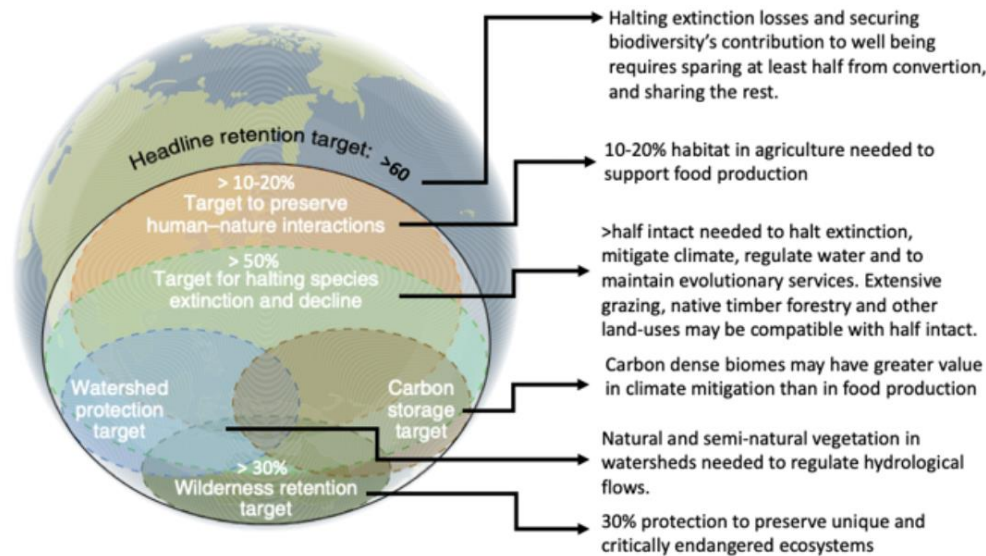 Headline retention target: >60
> 10-20%
Target to preserve
human–nature interactions
> 50%
Target for halting species
extinction and decline
Watershed
protection
target
Carbon
storage
target
> 30%
Wilderness retention
target
Halting extinction losses and securing
biodiversity's contribution to well being
requires sparing at least half from convertion,
and sharing the rest.
10-20% habitat in agriculture needed to
support food production
>half intact needed to halt extinction,
mitigate climate, regulate water and to
maintain evolutionary services. Extensive
grazing, native timber forestry and other
land-uses may be compatible with half intact.
Carbon dense biomes may have greater value
in climate mitigation than in food production
Natural and semi-natural vegetation in
watersheds needed to regulate hydrological
flows.
30% protection to preserve unique and
critically endangered ecosystems